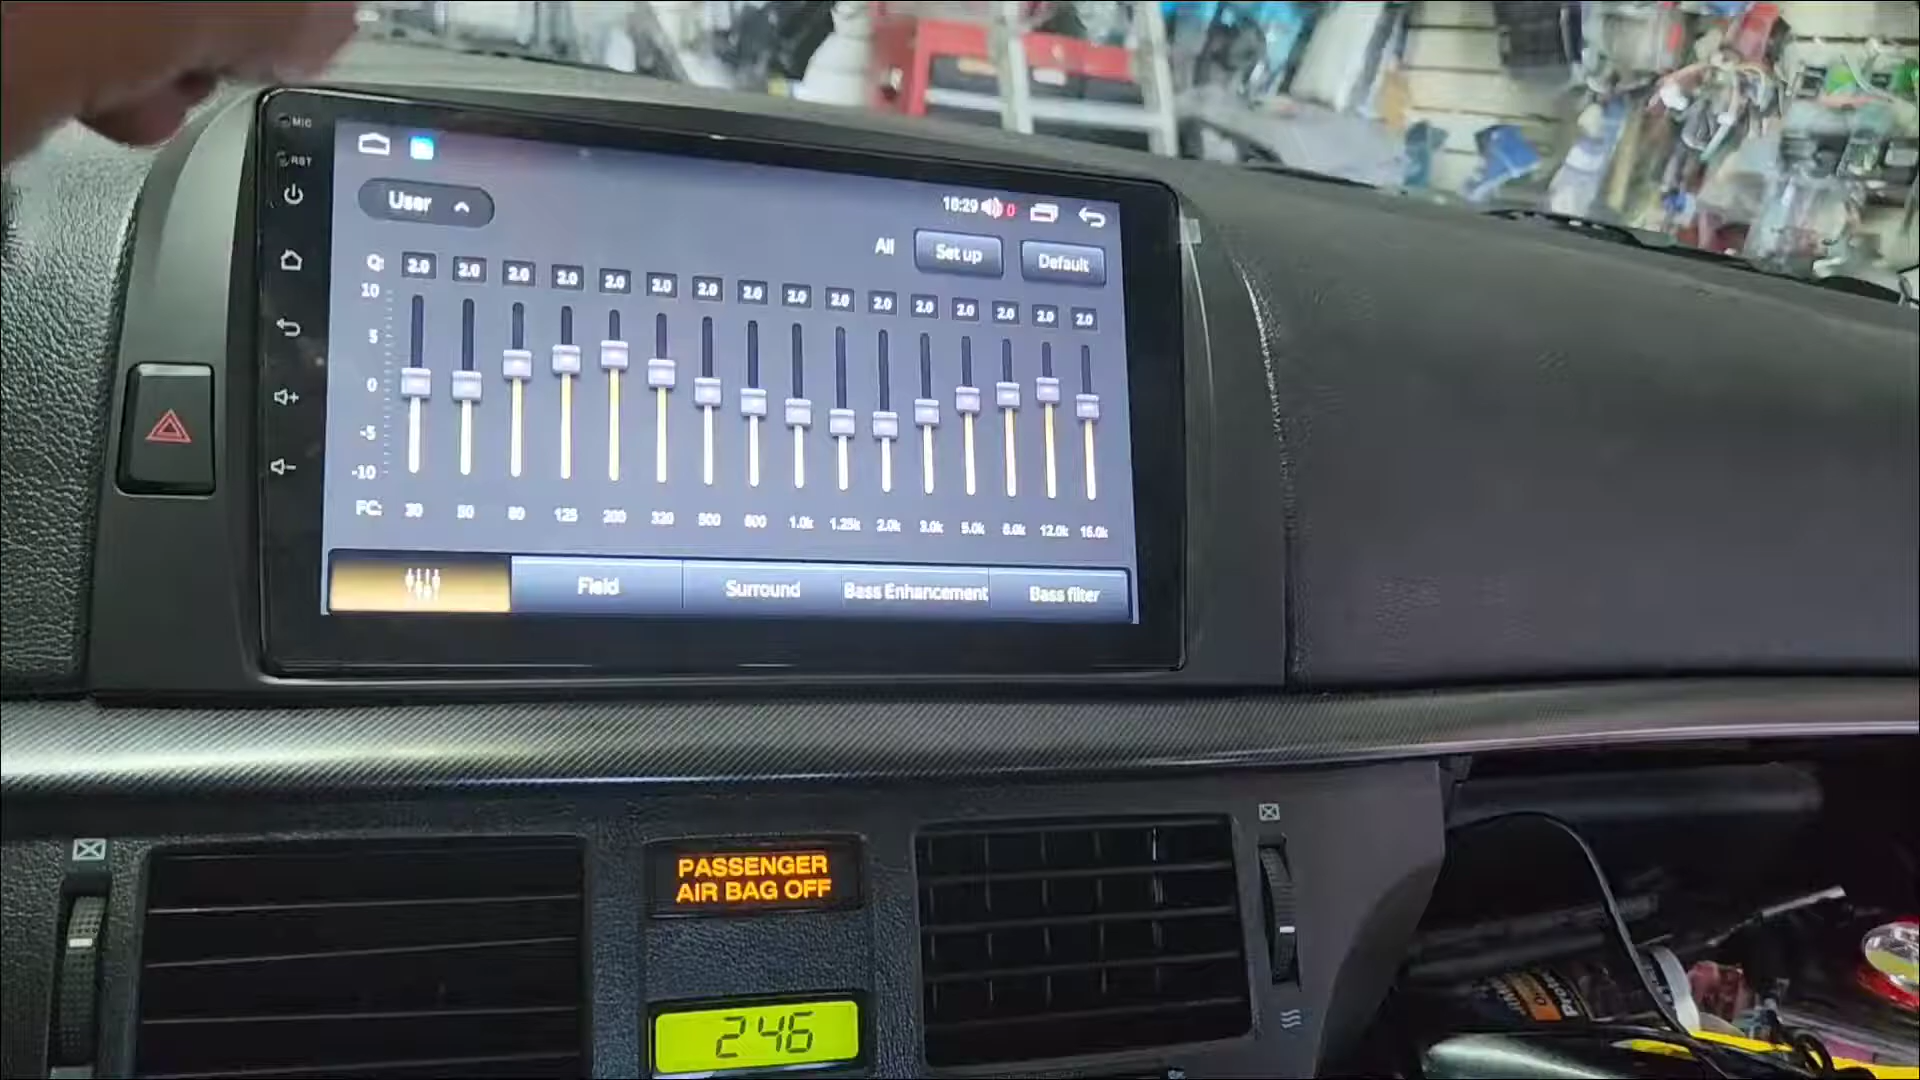 MIC
RST
User
18:29 0
All Set up Default
Q: 2.0 2.0 2.0 2.0 2.0 2.0 2.0 2.0 2.0 2.0 2.0 2.0 2.0 2.0 2.0 2.0
10
5
0
-5
-10
FC: 30 50 80 125 200 320 500 800 1.0k 1.25k 2.0k 3.0k 5.0k 8.0k 12.0k 16.0k
Field Surround Bass Enhancement Bass filter
PASSENGER
AIR BAG OFF
2:46